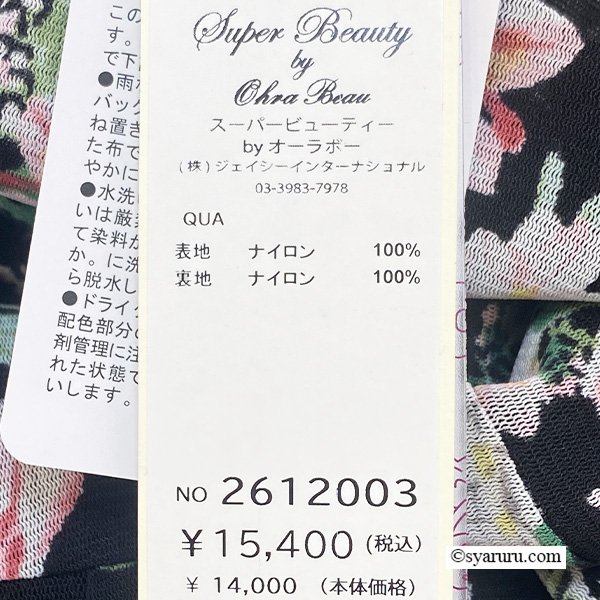 Super Beauty
by
Ohra Beau
スーパービューティー
by オーラボー
(株)ジェイシーインターナショナル
03-3983-7978
QUA
表地 ナイロン 100%
裏地 ナイロン 100%
NO 2612003
¥15,400(税込)
¥ 14,000 (本体価格)
この
す。
で下
●雨
バッグ
ね置き
た布で
やかに
●水洗
いは厳
て染料が
か。に洗
ら脱水し
●ドライ
配色部分
剤管理に注
れた状態で
いします。
©syaruru.com